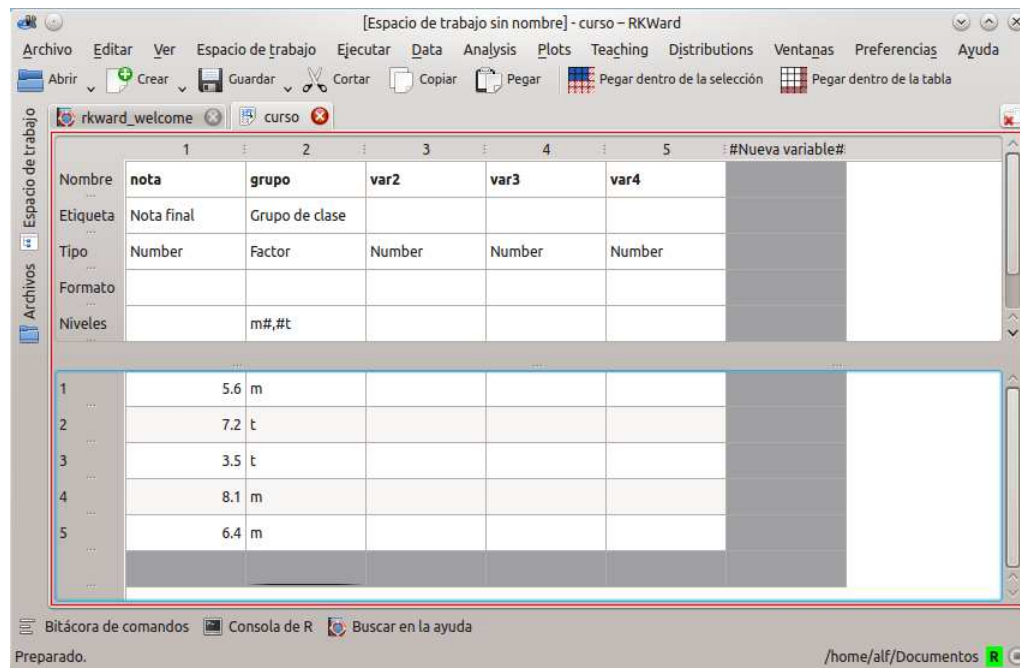 [Espacio de trabajo sin nombre] - curso – RKWard
Archivo Editar Ver Espacio de trabajo Ejecutar Data Analysis Plots Teaching Distributions Ventanas Preferencias Ayuda
Abrir Crear Guardar Cortar Copiar Pegar Pegar dentro de la selección Pegar dentro de la tabla
Espacio de trabajo
Archivos
rkward_welcome curso
1 2 3 4 5 #Nueva variable#
Nombre nota grupo var2 var3 var4
Etiqueta Nota final Grupo de clase
Tipo Number Factor Number Number Number
Formato
Niveles m#,#t
1 5.6 m
2 7.2 t
3 3.5 t
4 8.1 m
5 6.4 m
Bitácora de comandos Consola de R Buscar en la ayuda
Preparado. /home/alf/Documentos R